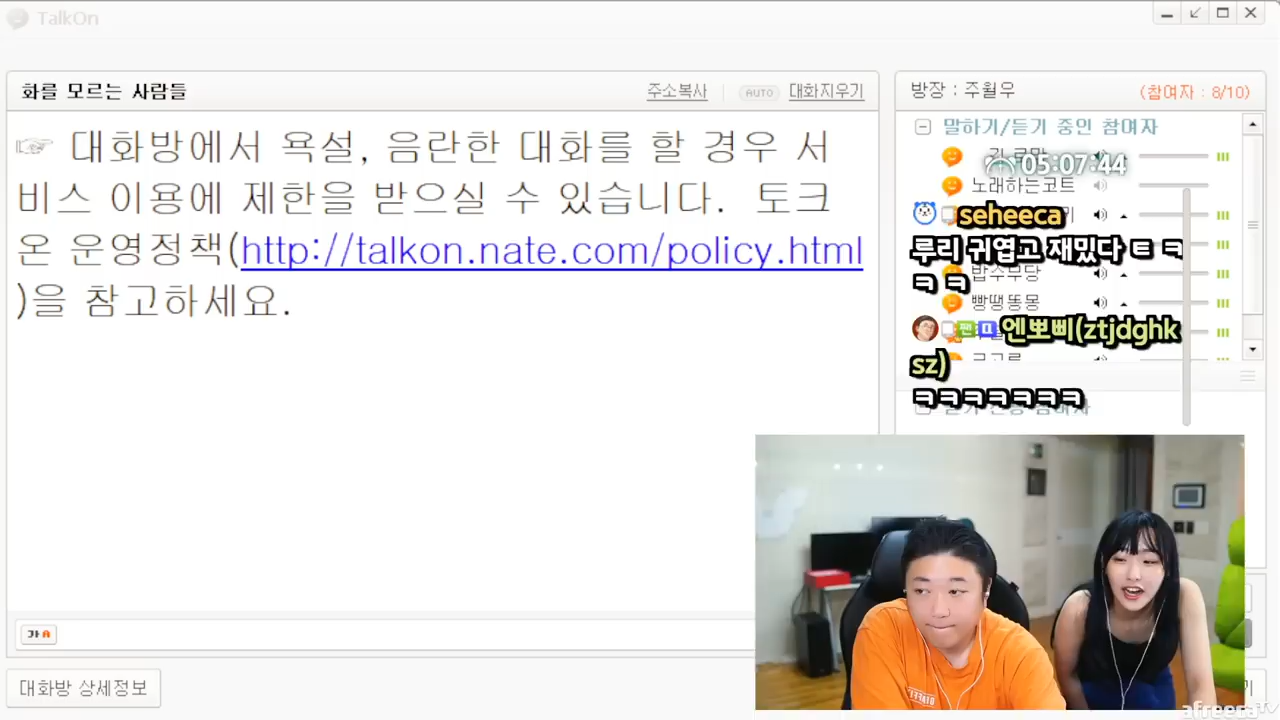 TalkOn
화를 모르는 사람들
주소복사
AUTO
대화지우기
☞ 대화방에서 욕설, 음란한 대화를 할 경우 서
비스 이용에 제한을 받으실 수 있습니다. 토크
온 운영정책(http://talkon.nate.com/policy.html
)을 참고하세요.
가A
대화방 상세정보
방장 : 주월우
(참여자 : 8/10)
말하기/듣기 중인 참여자
05:07:44
노래하는코트
seheeca
루리 귀엽고 재밌다 ㅌ ㅋ
ㅋ ㅋ
밥수무당
빵땡똥몽
팬 엔뽀삐(ztjdghk
sz)
ㅋㅋㅋㅋㅋㅋㅋ
afreecaTV